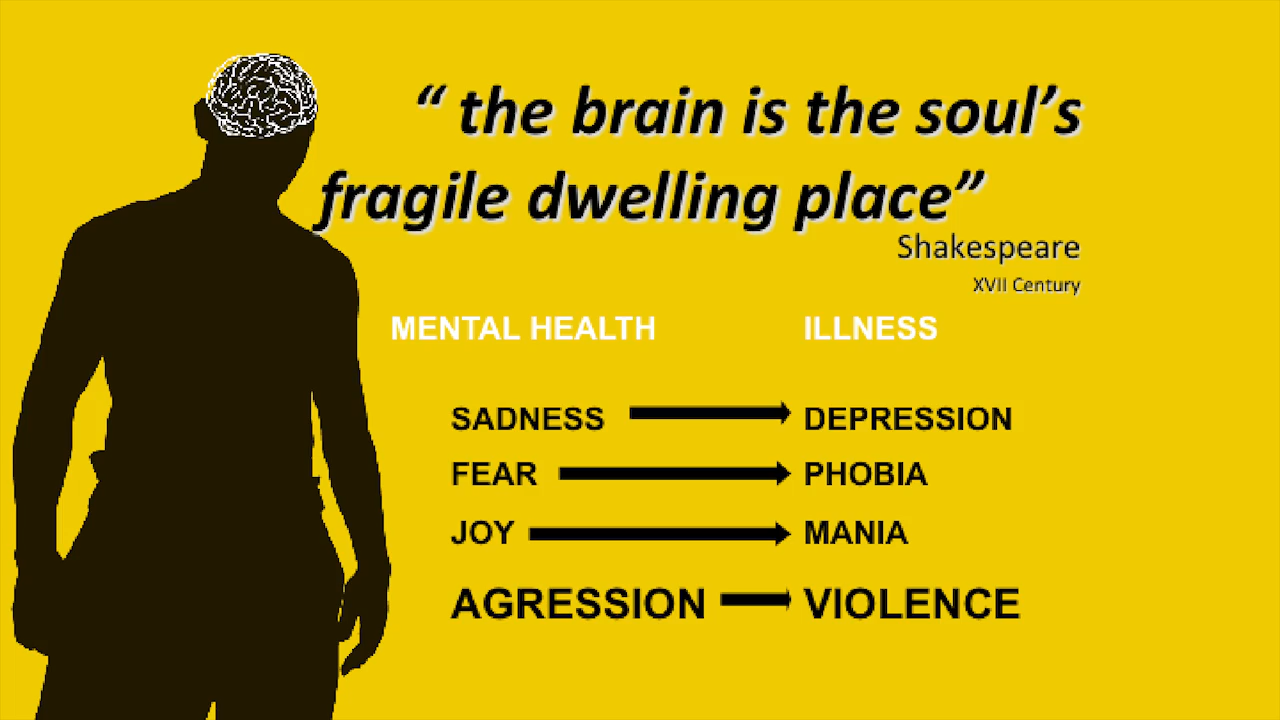 “ the brain is the soul’s
fragile dwelling place”
Shakespeare
XVII Century
MENTAL HEALTH ILLNESS
SADNESS DEPRESSION
FEAR PHOBIA
JOY MANIA
AGRESSION VIOLENCE